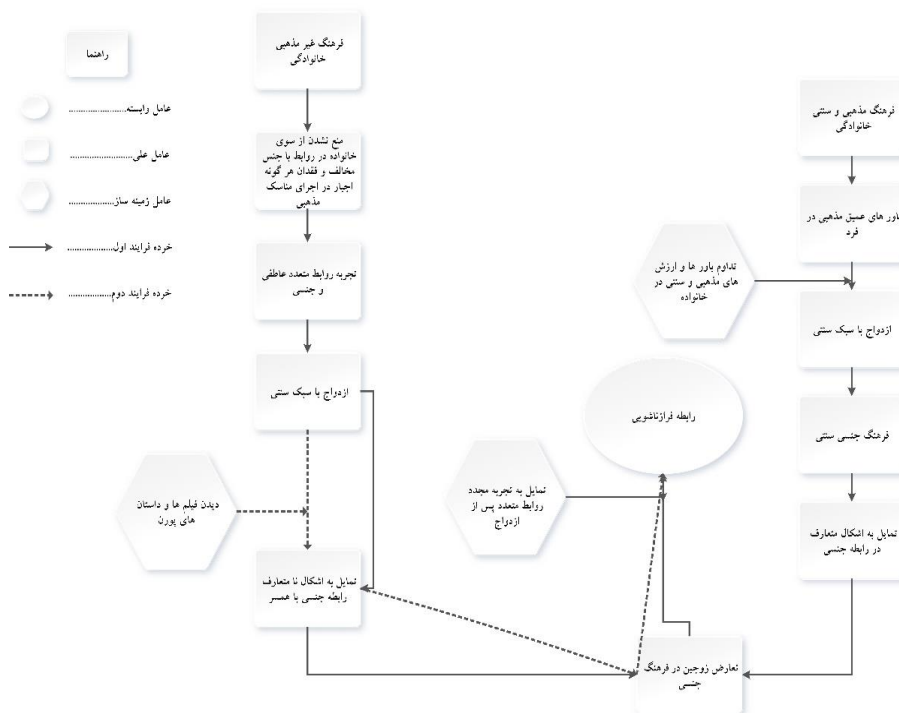 راهنما
عامل وابسته......................
عامل علی........................
عامل زمینه ساز..................
خرده فرایند اول.................
خرده فرایند دوم................
فرهنگ غیر مذهبی
خانوادگی
منع نشدن از سوی
خانواده در روابط با جنس
مخالف و فقدان هر گونه
اجبار در اجرای مناسک
مذهبی
تجربه روابط متعدد عاطفی
و جنسی
ازدواج با سبک سنتی
دیدن فیلم ها و داستان
های پورن
تمایل به اشکال نا متعارف
رابطه جنسی با همسر
فرهنگ مذهبی و سنتی
خانوادگی
باور های عمیق مذهبی در
فرد
تداوم باور ها و ارزش
های مذهبی و سنتی در
خانواده
ازدواج با سبک سنتی
فرهنگ جنسی سنتی
تمایل به اشکال متعارف
در رابطه جنسی
رابطه فرازناشویی
تمایل به تجربه مجدد
روابط متعدد پس از
ازدواج
تعارض زوجین در فرهنگ
جنسی